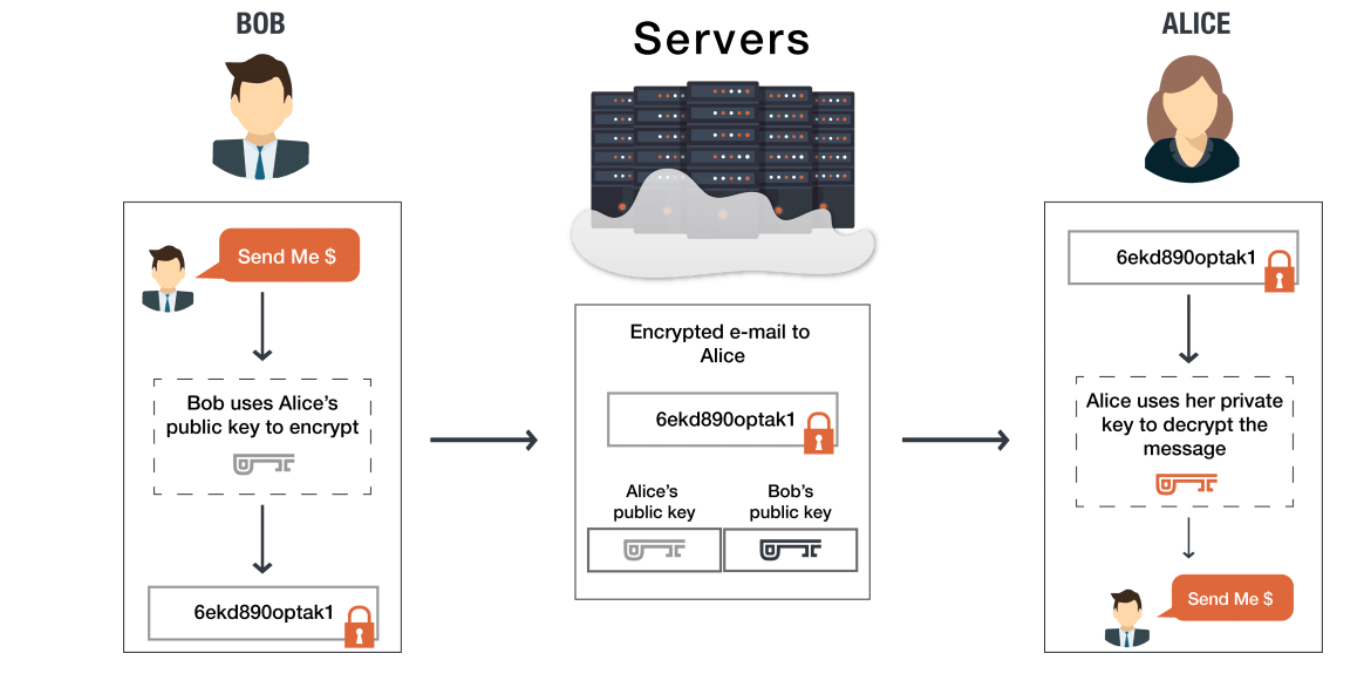 BOB
Servers
ALICE
Send Me $
Bob uses Alice's
public key to encrypt
6ekd890optak1
Encrypted e-mail to
Alice
6ekd890optak1
Alice's
public key
Bob's
public key
6ekd890optak1
Alice uses her private
key to decrypt the
message
Send Me $